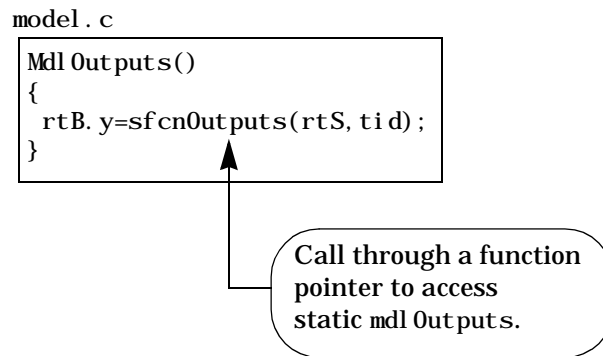 model.c
MdlOutputs()
{
rtB.y=sfcnOutputs(rtS,tid);
}
Call through a function
pointer to access
static mdlOutputs.